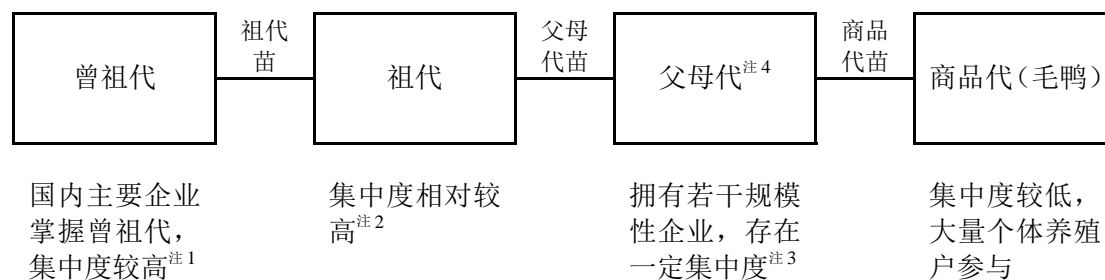 祖代
苗
父母
代苗
商品
代苗
曾祖代
祖代
父母代注4
商品代（毛鸭）
国内主要企业
掌握曾祖代，
集中度较高注1
集中度相对较
高注2
拥有若干规模
性企业，存在
一定集中度注3
集中度较低，
大量个体养殖
户参与